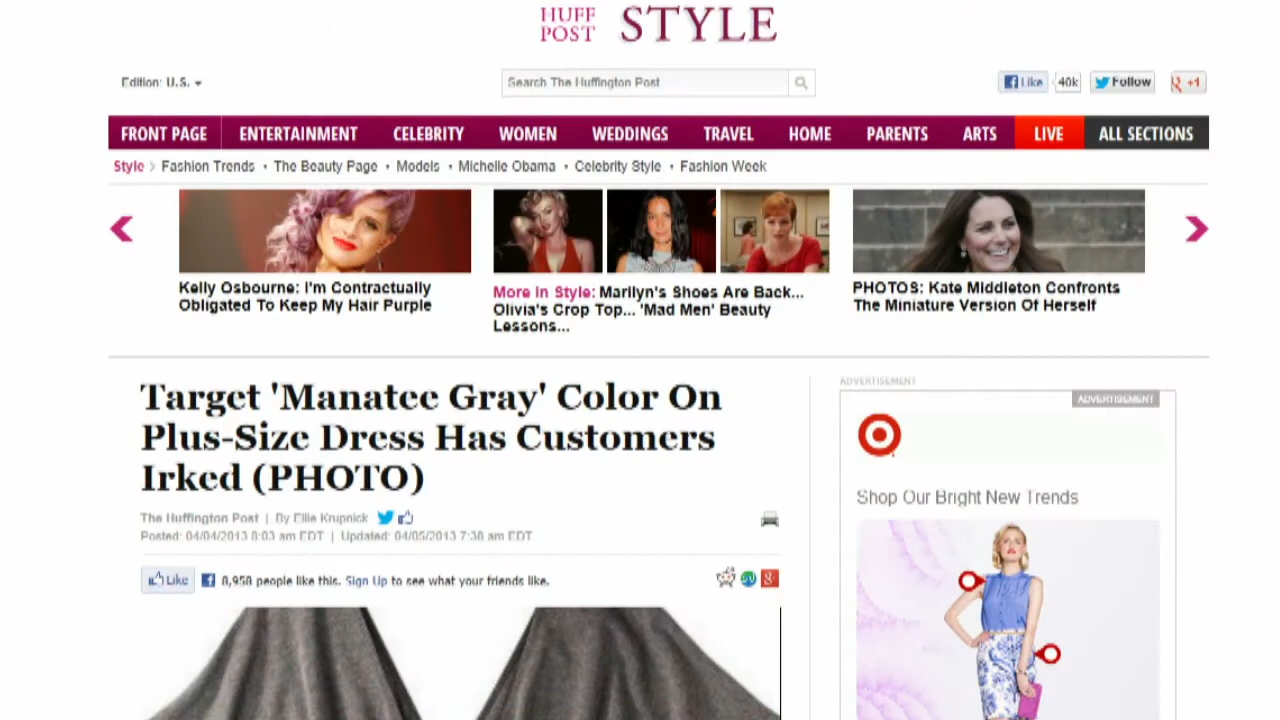 HUFF
POST
STYLE
Edition: U.S.
Search The Huffington Post
Like
40k
Follow
+1
FRONT PAGE
ENTERTAINMENT
CELEBRITY
WOMEN
WEDDINGS
TRAVEL
HOME
PARENTS
ARTS
LIVE
ALL SECTIONS
Style > Fashion Trends • The Beauty Page • Models • Michelle Obama • Celebrity Style • Fashion Week
Kelly Osbourne: I'm Contractually
Obligated To Keep My Hair Purple
More In Style: Marilyn's Shoes Are Back...
Olivia's Crop Top... 'Mad Men' Beauty
Lessons...
PHOTOS: Kate Middleton Confronts
The Miniature Version Of Herself
Target 'Manatee Gray' Color On
Plus-Size Dress Has Customers
Irked (PHOTO)
The Huffington Post | By Ellie Krupnick
Posted: 04/04/2013 8:03 am EDT | Updated: 04/05/2013 7:38 am EDT
Like
8,958 people like this. Sign Up to see what your friends like.
ADVERTISEMENT
ADVERTISEMENT
Shop Our Bright New Trends